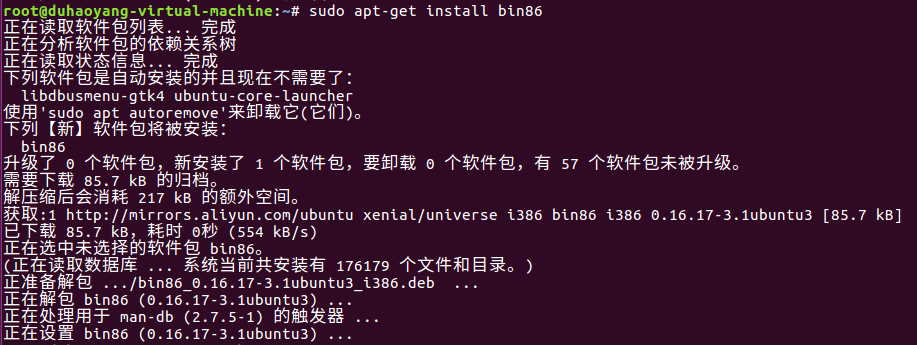 root@duhaoyang-virtual-machine:~# sudo apt-get install bin86
正在读取软件包列表... 完成
正在分析软件包的依赖关系树
正在读取状态信息... 完成
下列软件包是自动安装的并且现在不需要了:
  libdbusmenu-gtk4 ubuntu-core-launcher
使用'sudo apt autoremove'来卸载它(它们)。
下列【新】软件包将被安装:
  bin86
升级了 0 个软件包，新安装了 1 个软件包，要卸载 0 个软件包，有 57 个软件包未被升级。
需要下载 85.7 kB 的归档。
解压缩后会消耗 217 kB 的额外空间。
获取:1 http://mirrors.aliyun.com/ubuntu xenial/universe i386 bin86 i386 0.16.17-3.1ubuntu3 [85.7 kB]
已下载 85.7 kB，耗时 0秒 (554 kB/s)
正在选中未选择的软件包 bin86。
(正在读取数据库 ... 系统当前共安装有 176179 个文件和目录。)
正准备解包 .../bin86_0.16.17-3.1ubuntu3_i386.deb  ...
正在解包 bin86 (0.16.17-3.1ubuntu3) ...
正在处理用于 man-db (2.7.5-1) 的触发器 ...
正在设置 bin86 (0.16.17-3.1ubuntu3) ...